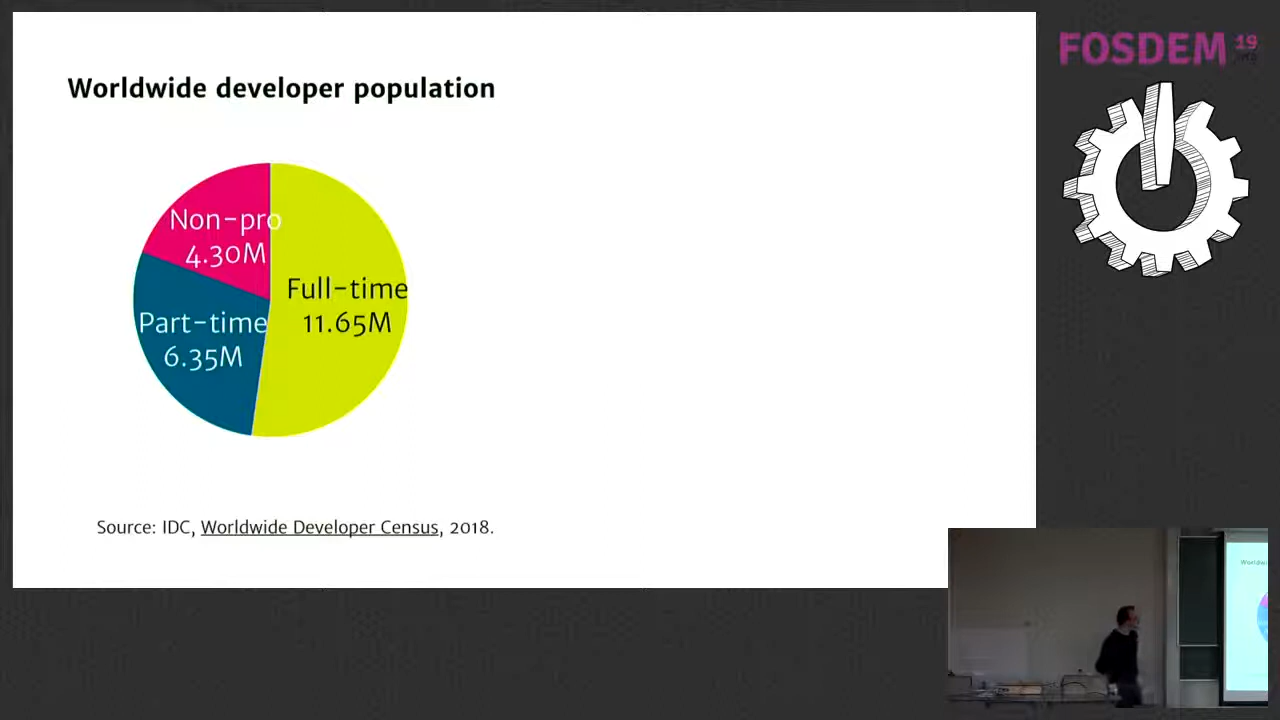 Worldwide developer population
Non-pro
4.30M
Full-time
11.65M
Part-time
6.35M
Source: IDC, Worldwide Developer Census, 2018.
FOSDEM 19